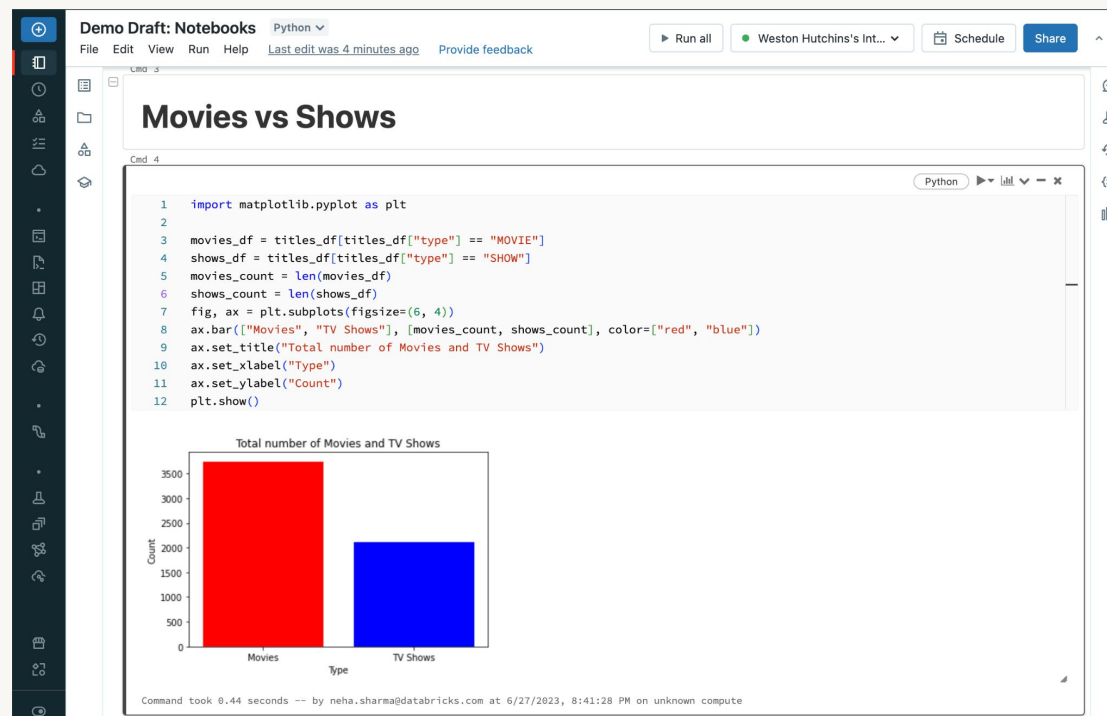 Demo Draft: Notebooks Python
File Edit View Run Help Last edit was 4 minutes ago Provide feedback
Run all
Weston Hutchins's Int...
Schedule
Share
Cmd 3
Movies vs Shows
Cmd 4
Python
1 import matplotlib.pyplot as plt
2
3 movies_df = titles_df[titles_df["type"] == "MOVIE"]
4 shows_df = titles_df[titles_df["type"] == "SHOW"]
5 movies_count = len(movies_df)
6 shows_count = len(shows_df)
7 fig, ax = plt.subplots(figsize=(6, 4))
8 ax.bar(["Movies", "TV Shows"], [movies_count, shows_count], color=["red", "blue"])
9 ax.set_title("Total number of Movies and TV Shows")
10 ax.set_xlabel("Type")
11 ax.set_ylabel("Count")
12 plt.show()
Total number of Movies and TV Shows
3500
3000
2500
2000
1500
1000
500
0
Count
Movies TV Shows
Type
Command took 0.44 seconds -- by neha.sharma@databricks.com at 6/27/2023, 8:41:28 PM on unknown compute